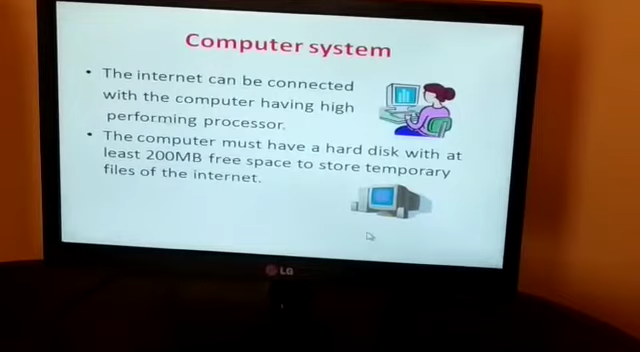 Computer system
• The internet can be connected
with the computer having high
performing processor.
• The computer must have a hard disk with at
least 200MB free space to store temporary
files of the internet.
LG